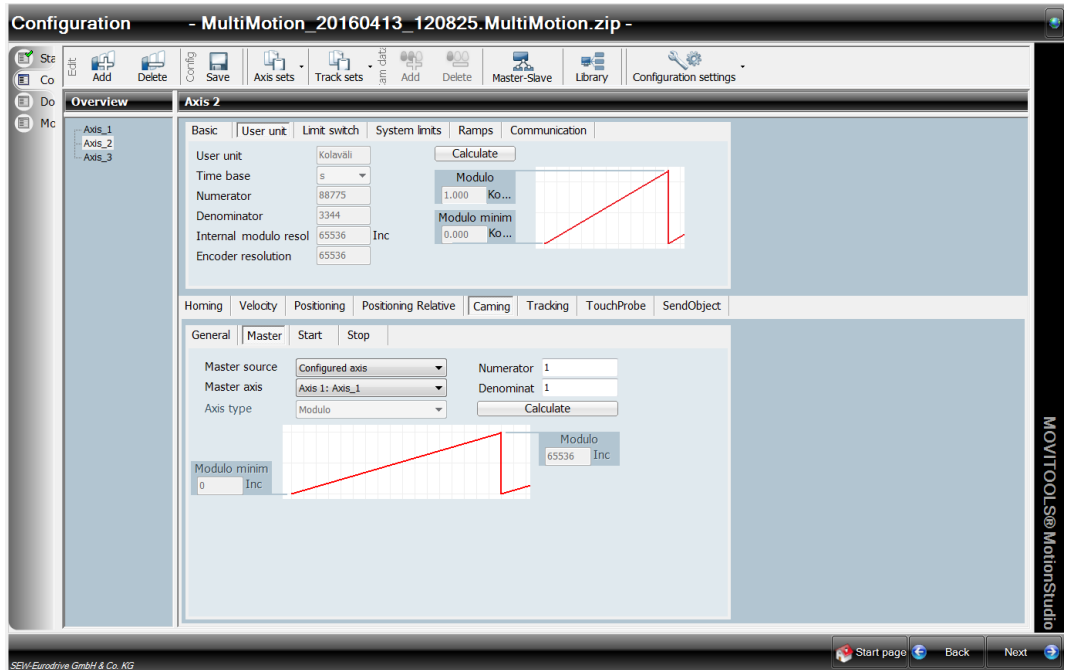 Configuration - MultiMotion_20160413_120825.MultiMotion.zip -
Sta
Co
Do
Mo
Edit
Add
Delete
Config
Save
Axis sets
Track sets
am data
Add
Delete
Master-Slave
Library
Configuration settings
Overview
Axis_1
Axis_2
Axis_3
Axis 2
Basic User unit Limit switch System limits Ramps Communication
User unit Kolaväli Calculate
Time base s
Modulo
Numerator 88775 1.000 Ko...
Denominator 3344
Modulo minim
Internal modulo resol 65536 Inc 0.000 Ko...
Encoder resolution 65536
Homing Velocity Positioning Positioning Relative Caming Tracking TouchProbe SendObject
General Master Start Stop
Master source Configured axis Numerator 1
Master axis Axis 1: Axis_1 Denominat 1
Axis type Modulo Calculate
Modulo
65536 Inc
Modulo minim
0 Inc
MOVITOOLS® MotionStudio
Start page Back Next
SEW-Eurodrive GmbH & Co. KG